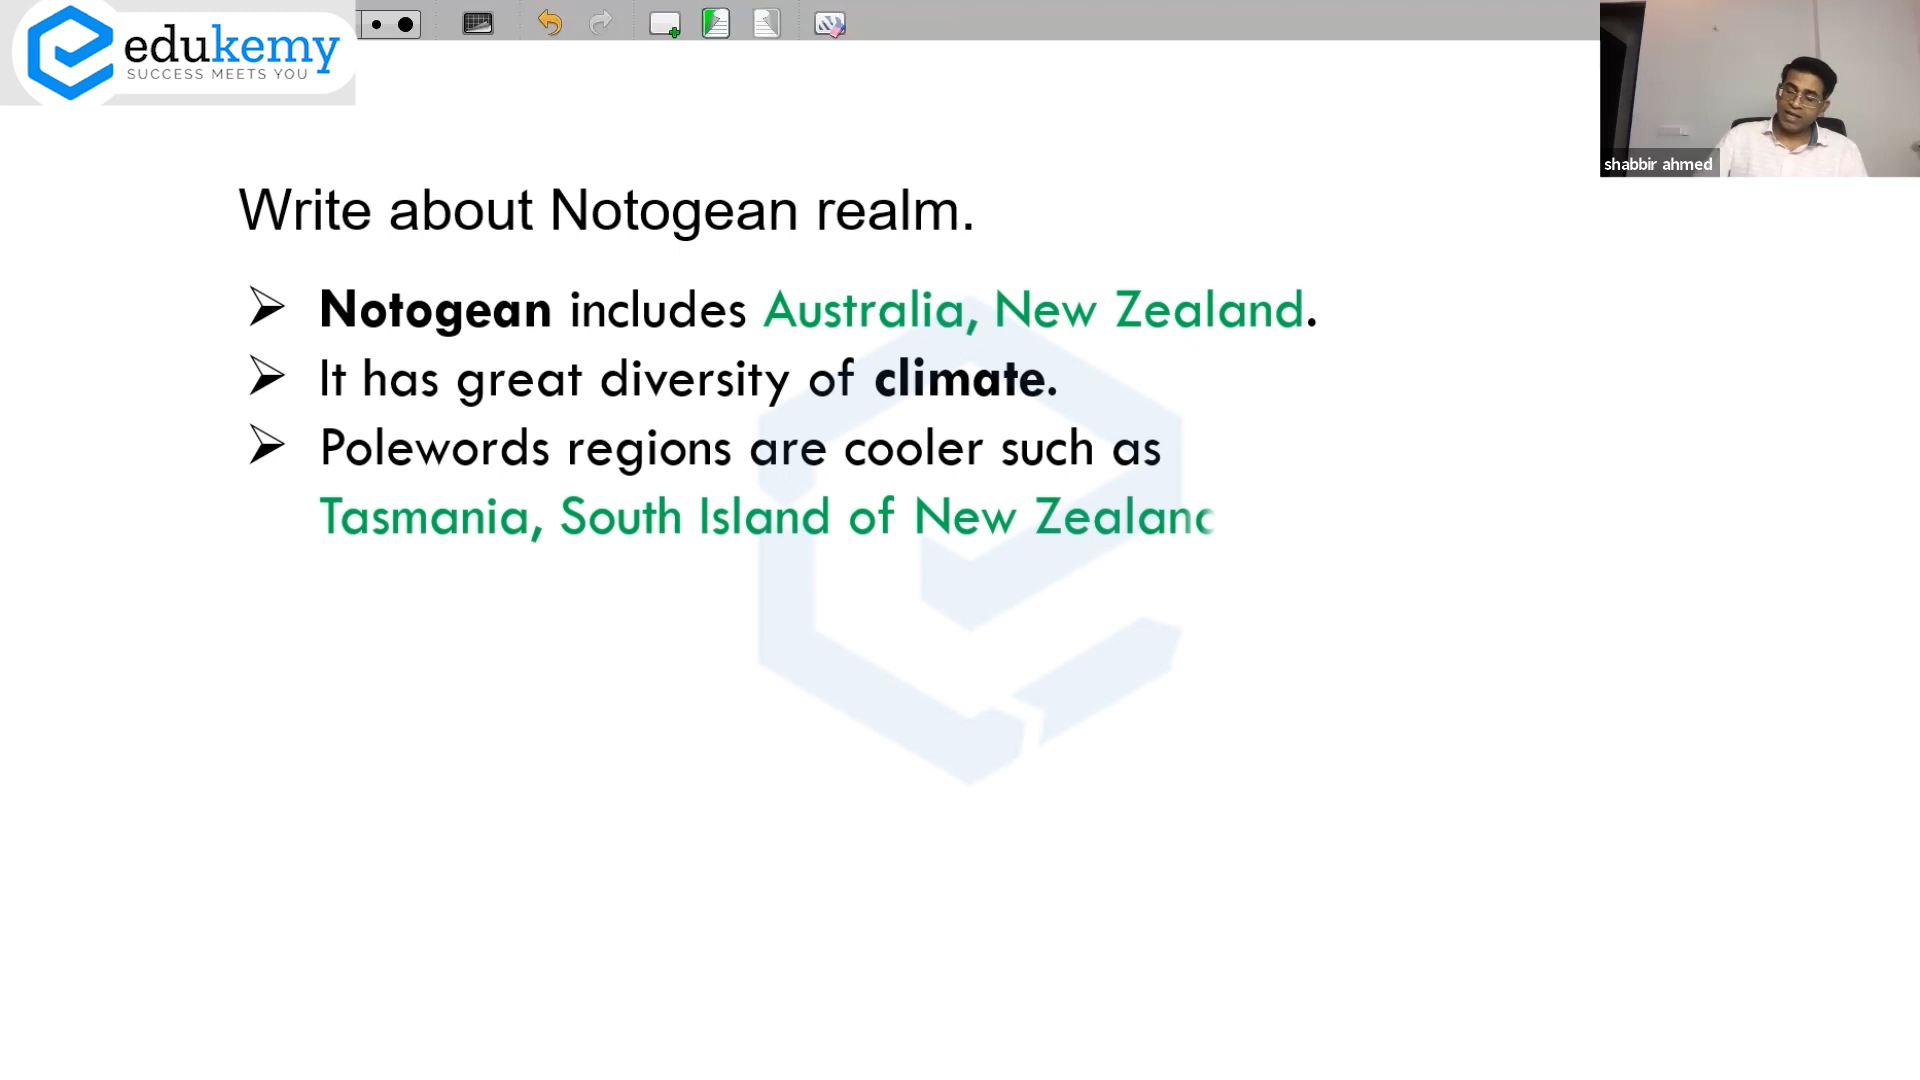 edukemy
SUCCESS MEETS YOU
shabbir ahmed
Write about Notogean realm.
Notogean includes Australia, New Zealand.
It has great diversity of climate.
Polewords regions are cooler such as
Tasmania, South Island of New Zealand